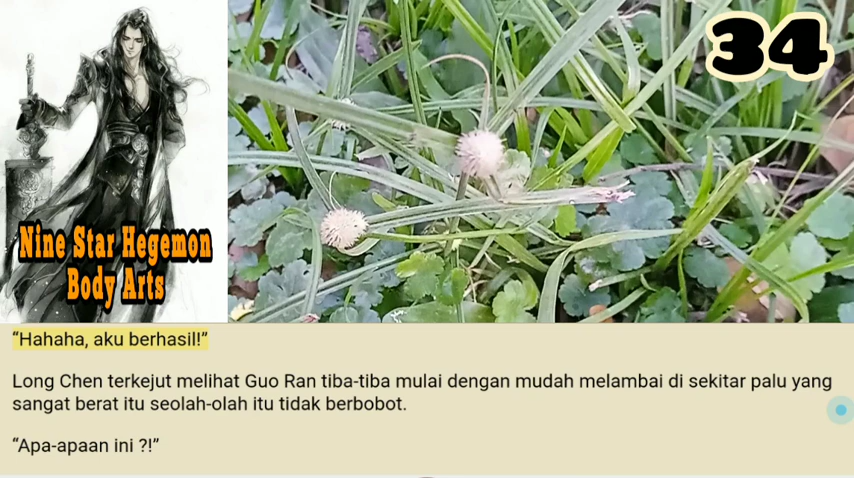 34
Nine Star Hegemon
Body Arts
“Hahaha, aku berhasil!”
Long Chen terkejut melihat Guo Ran tiba-tiba mulai dengan mudah melambai di sekitar palu yang
sangat berat itu seolah-olah itu tidak berbobot.
“Apa-apaan ini ?!”